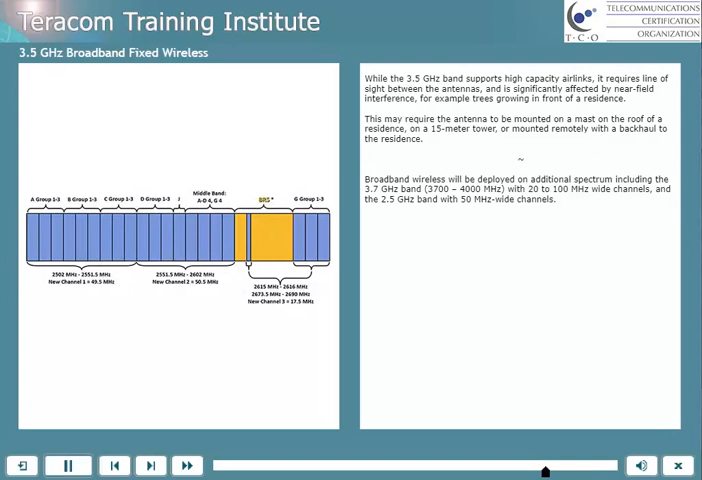 Teracom Training Institute
TELECOMMUNICATIONS
CERTIFICATION
ORGANIZATION
T·C·O
3.5 GHz Broadband Fixed Wireless
While the 3.5 GHz band supports high capacity airlinks, it requires line of
sight between the antennas, and is significantly affected by near-field
interference, for example trees growing in front of a residence.
This may require the antenna to be mounted on a mast on the roof of a
residence, on a 15-meter tower, or mounted remotely with a backhaul to
the residence.
~
Broadband wireless will be deployed on additional spectrum including the
3.7 GHz band (3700 – 4000 MHz) with 20 to 100 MHz wide channels, and
the 2.5 GHz band with 50 MHz-wide channels.
Middle Band:
A Group 1-3 B Group 1-3 C Group 1-3 D Group 1-3 J A-D 4, G 4 BRS* G Group 1-3
2502 MHz - 2551.5 MHz
New Channel 1 = 49.5 MHz
2551.5 MHz - 2602 MHz
New Channel 2 = 50.5 MHz
2615 MHz - 2616 MHz
2673.5 MHz - 2690 MHz
New Channel 3 = 17.5 MHz